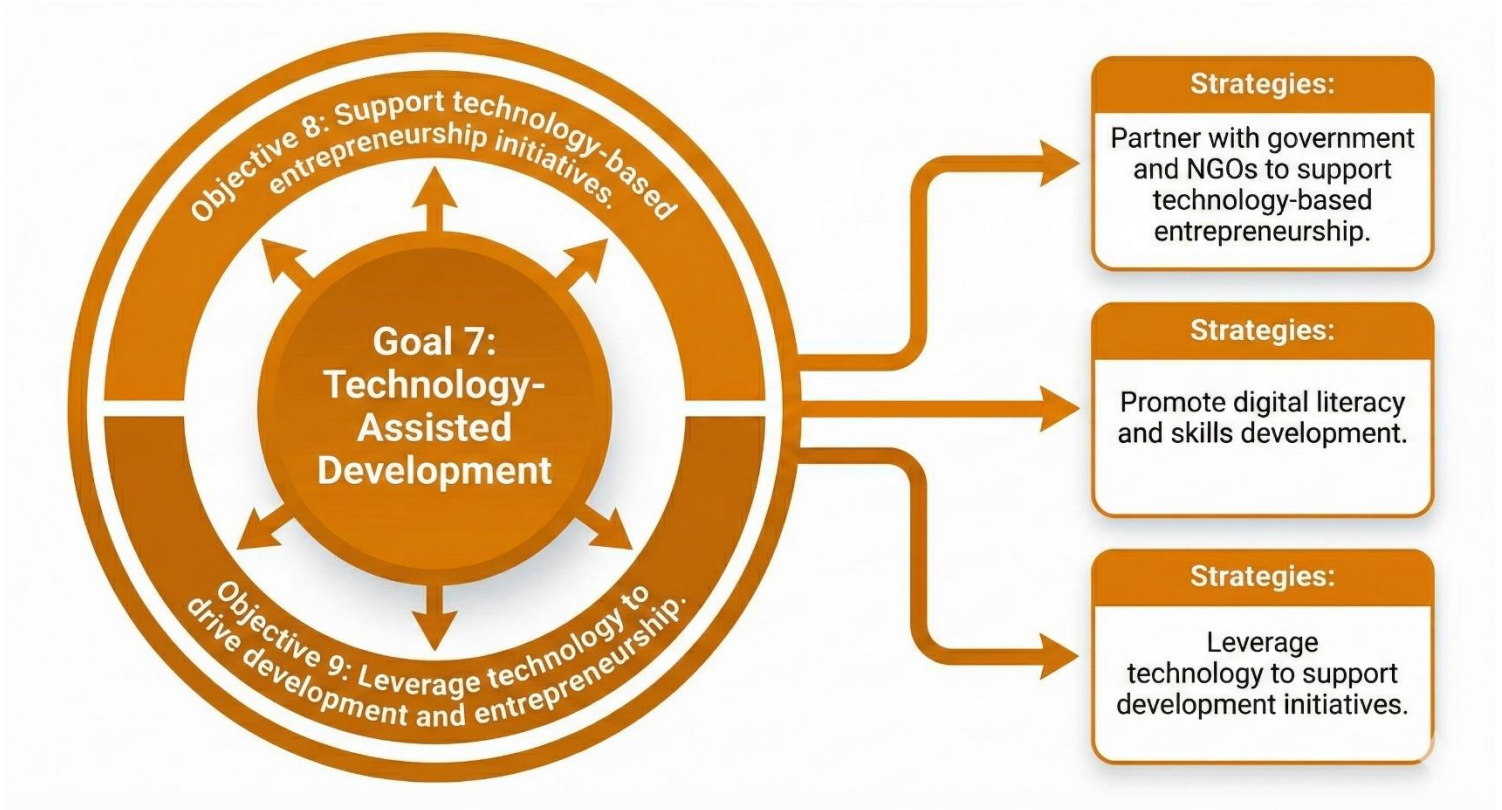 Objective 8: Support technology-based
entrepreneurship initiatives.
Goal 7:
Technology-
Assisted
Development
Objective 9: Leverage technology to
drive development and entrepreneurship.
Strategies:
Partner with government
and NGOs to support
technology-based
entrepreneurship.
Strategies:
Promote digital literacy
and skills development.
Strategies:
Leverage
technology to support
development initiatives.